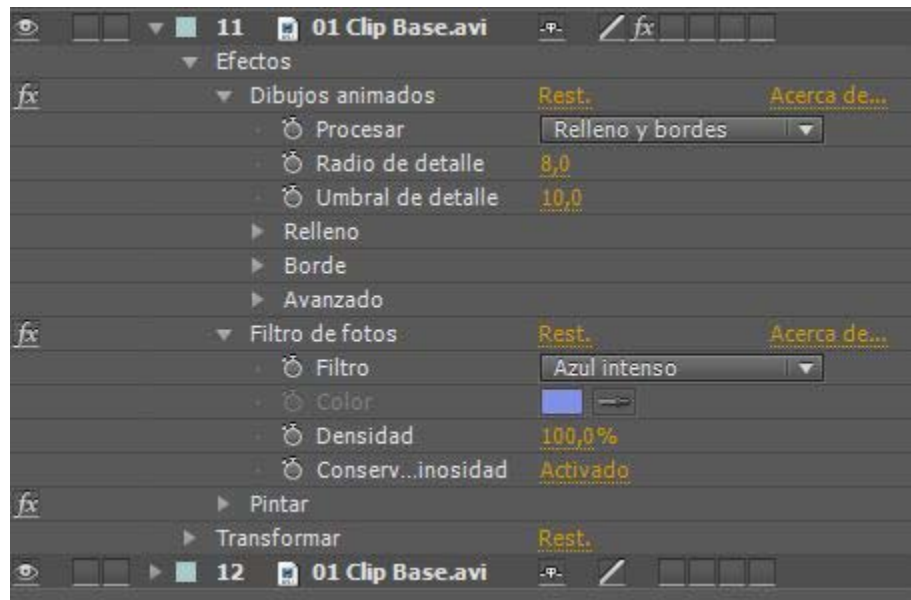 11 01 Clip Base.avi fx
Efectos
fx Dibujos animados Rest. Acerca de...
Procesar Relleno y bordes
Radio de detalle 8,0
Umbral de detalle 10,0
Relleno
Borde
Avanzado
fx Filtro de fotos Rest. Acerca de...
Filtro Azul intenso
Color
Densidad 100,0%
Conserv...inosidad Activado
fx Pintar
Transformar Rest.
12 01 Clip Base.avi